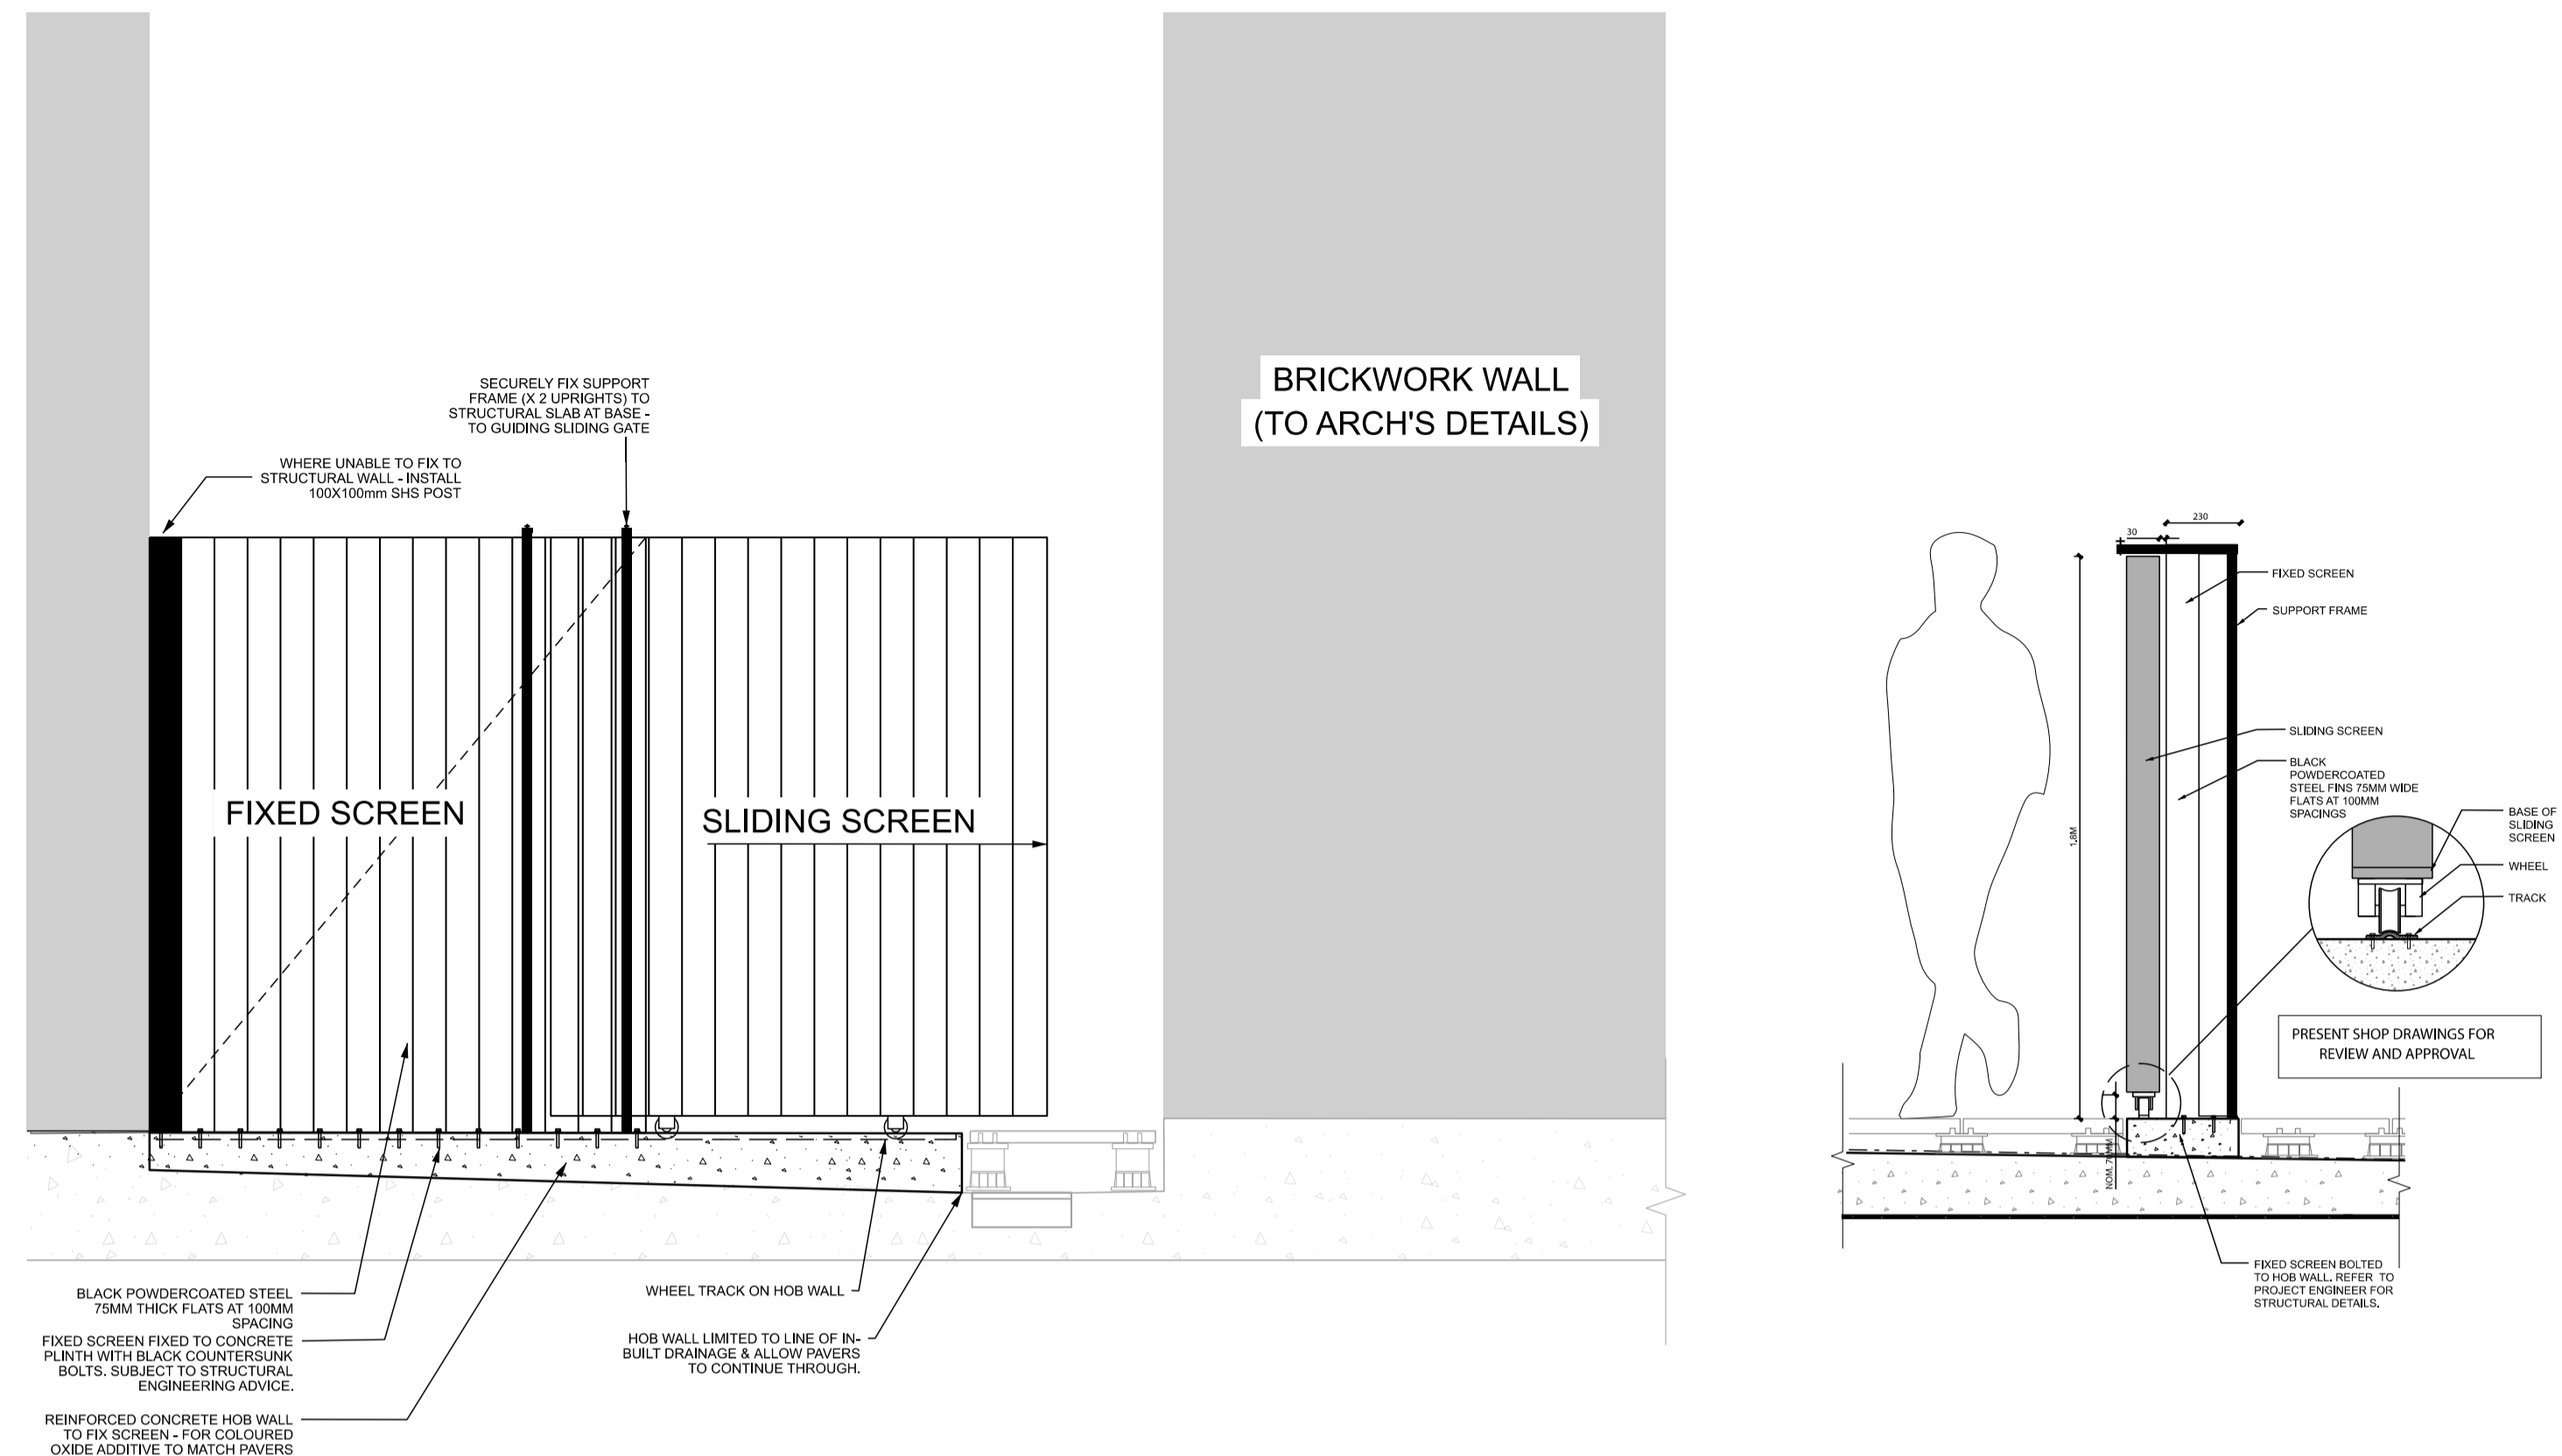 SECURELY FIX SUPPORT
FRAME (X 2 UPRIGHTS) TO
STRUCTURAL SLAB AT BASE -
TO GUIDING SLIDING GATE
WHERE UNABLE TO FIX TO
STRUCTURAL WALL - INSTALL
100X100mm SHS POST
BRICKWORK WALL
(TO ARCH'S DETAILS)
FIXED SCREEN
SLIDING SCREEN
BLACK POWDERCOATED STEEL
75MM THICK FLATS AT 100MM
SPACING
FIXED SCREEN FIXED TO CONCRETE
PLINTH WITH BLACK COUNTERSUNK
BOLTS. SUBJECT TO STRUCTURAL
ENGINEERING ADVICE.
REINFORCED CONCRETE HOB WALL
TO FIX SCREEN - FOR COLOURED
OXIDE ADDITIVE TO MATCH PAVERS
WHEEL TRACK ON HOB WALL
HOB WALL LIMITED TO LINE OF IN-
BUILT DRAINAGE & ALLOW PAVERS
TO CONTINUE THROUGH.
230
30
FIXED SCREEN
SUPPORT FRAME
SLIDING SCREEN
BLACK
POWDERCOATED
STEEL FINS 75MM WIDE
FLATS AT 100MM
SPACINGS
1.8M
BASE OF
SLIDING
SCREEN
WHEEL
TRACK
PRESENT SHOP DRAWINGS FOR
REVIEW AND APPROVAL
NOM.
FIXED SCREEN BOLTED
TO HOB WALL. REFER TO
PROJECT ENGINEER FOR
STRUCTURAL DETAILS.